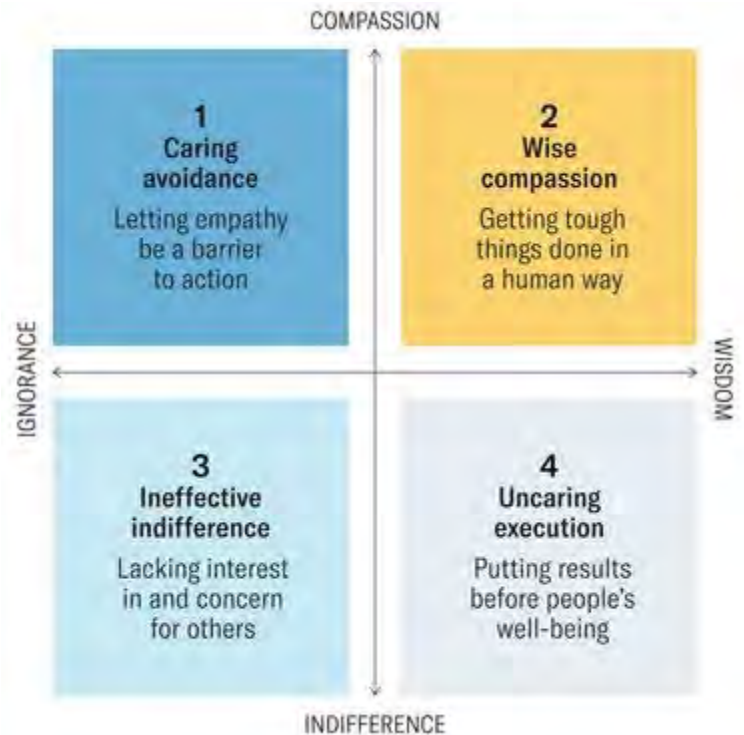 COMPASSION
1
Caring
avoidance
Letting empathy
be a barrier
to action
2
Wise
compassion
Getting tough
things done in
a human way
IGNORANCE
WISDOM
3
Ineffective
indifference
Lacking interest
in and concern
for others
4
Uncaring
execution
Putting results
before people's
well-being
INDIFFERENCE